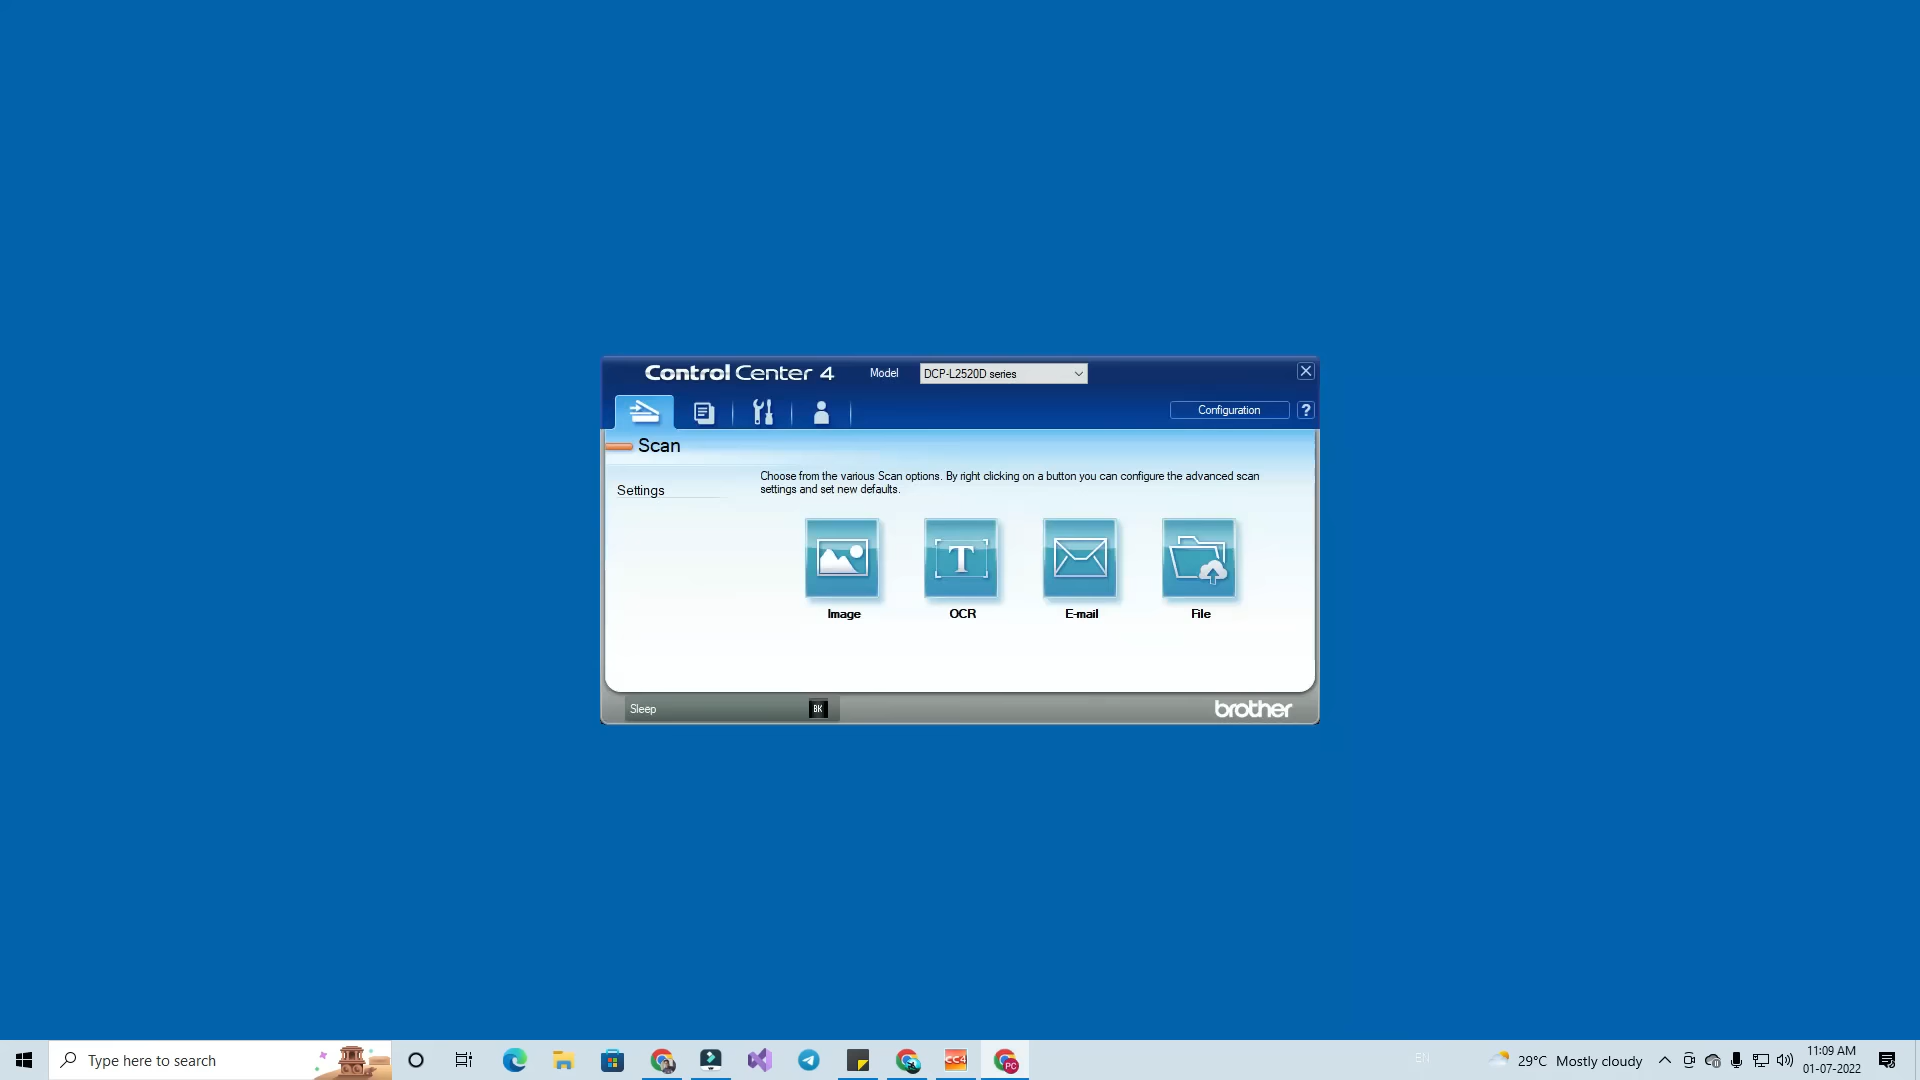 Control Center 4
Model
DCP-L2520D series
Configuration
?
Scan
Choose from the various Scan options. By right clicking on a button you can configure the advanced scan
settings and set new defaults.
Settings
T
Image
OCR
E-mail
File
Sleep
BK
brother
Type here to search
CC4
PC
29°C Mostly cloudy
11:09 AM
01-07-2022